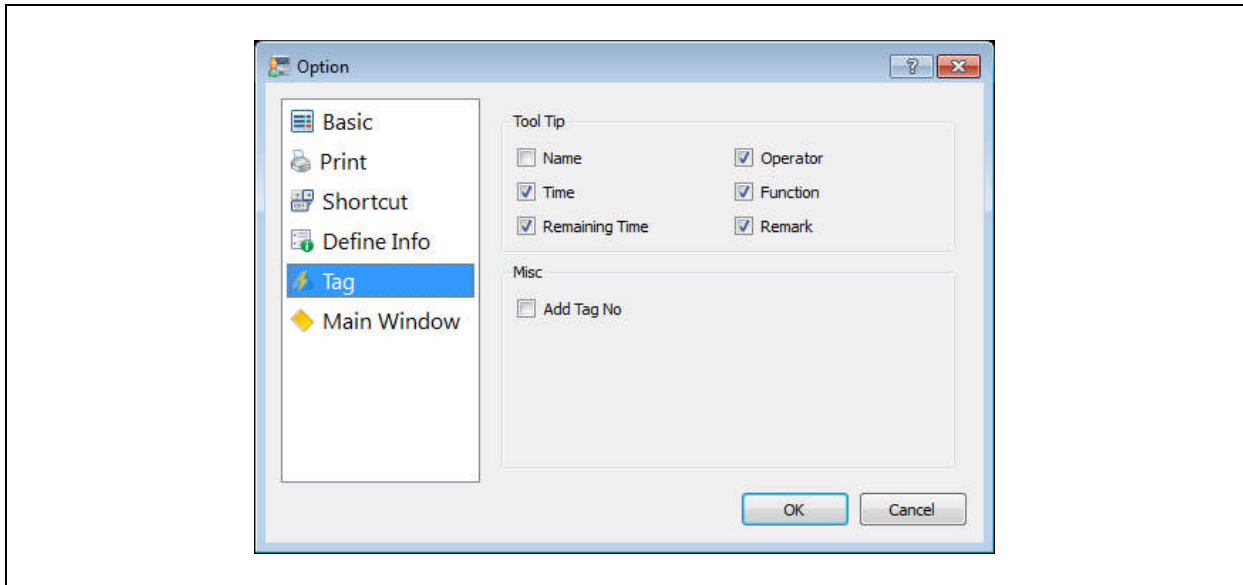 Option
Basic
Print
Shortcut
Define Info
Tag
Main Window
Tool Tip
Name
Operator
Time
Function
Remaining Time
Remark
Misc
Add Tag No
OK
Cancel